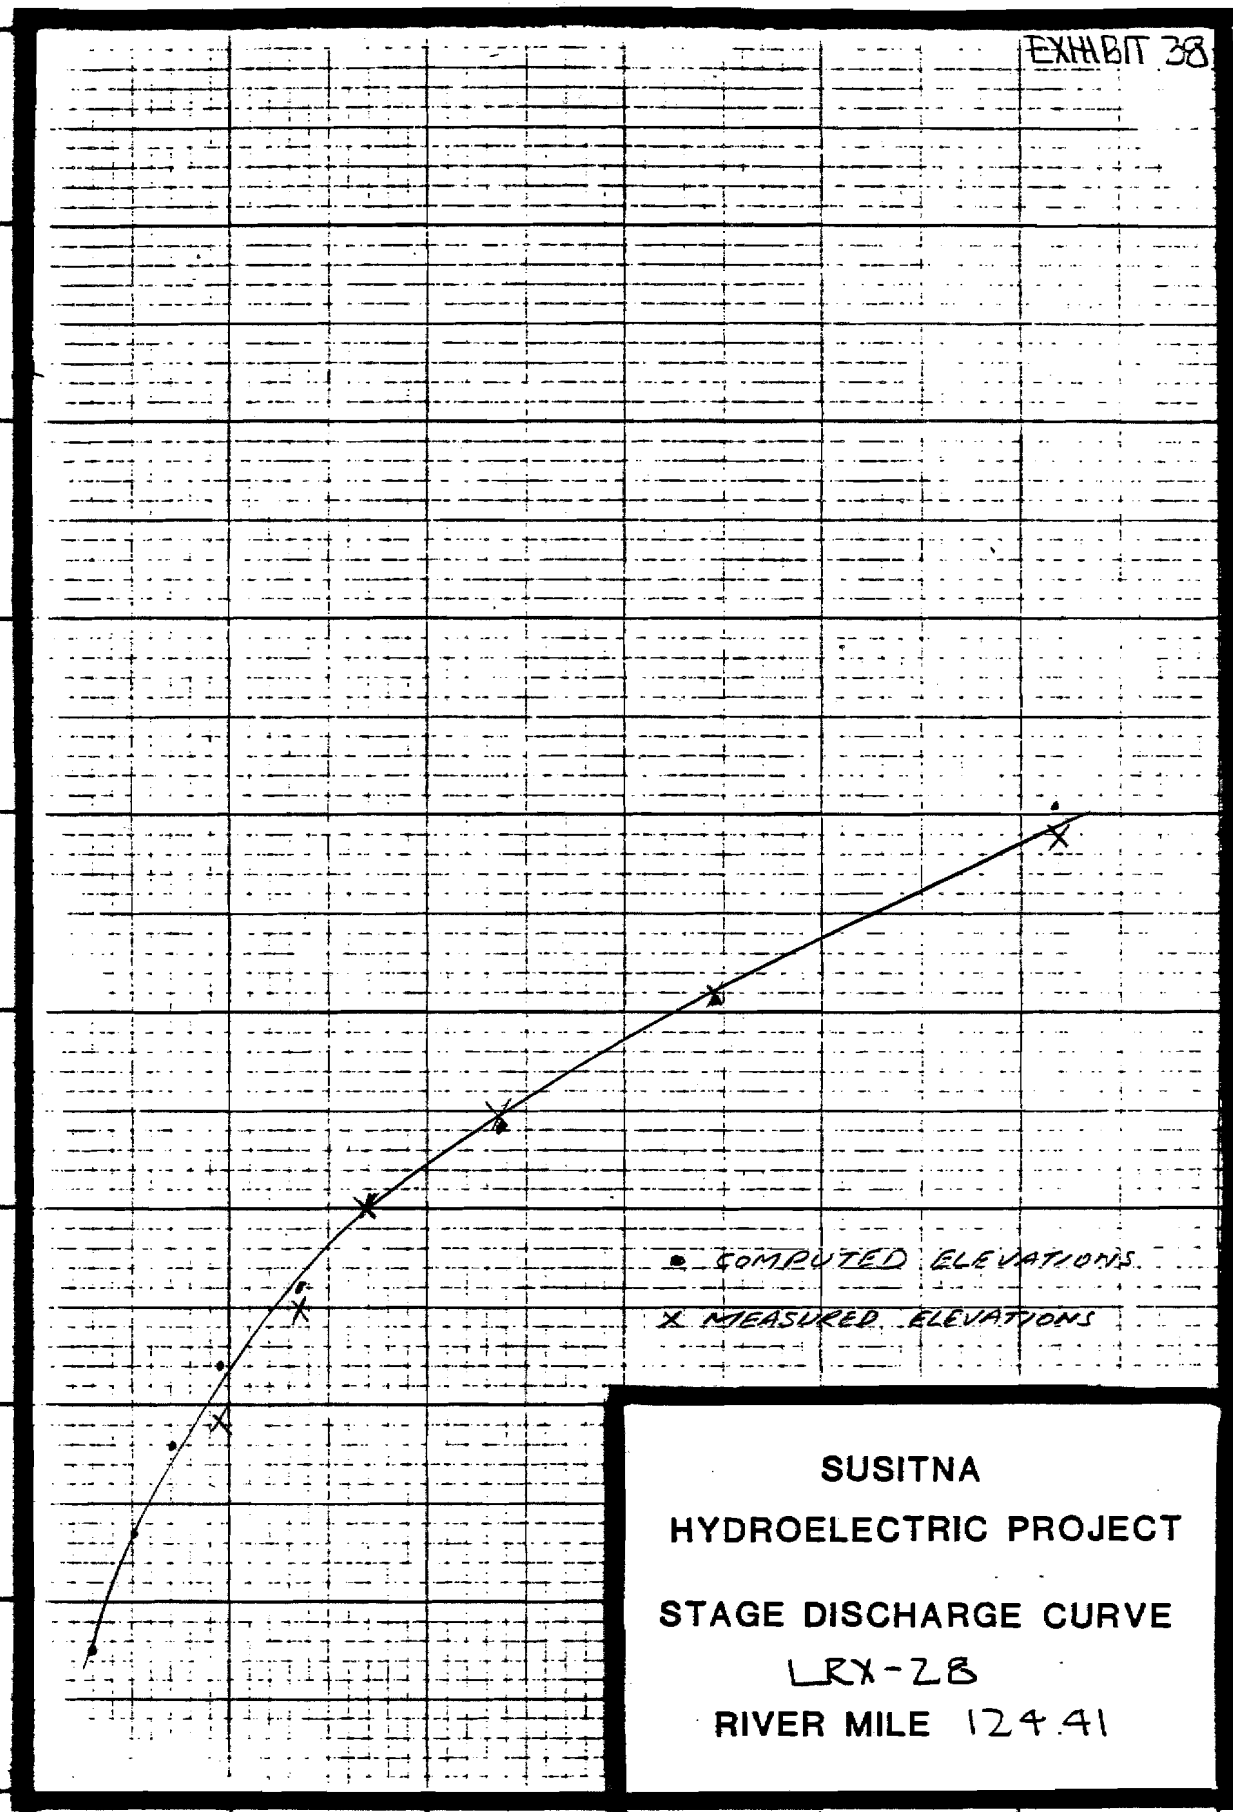 EXHIBIT 38
• COMPUTED ELEVATIONS
X MEASURED ELEVATIONS
SUSITNA
HYDROELECTRIC PROJECT
STAGE DISCHARGE CURVE
LRX-28
RIVER MILE 124.41